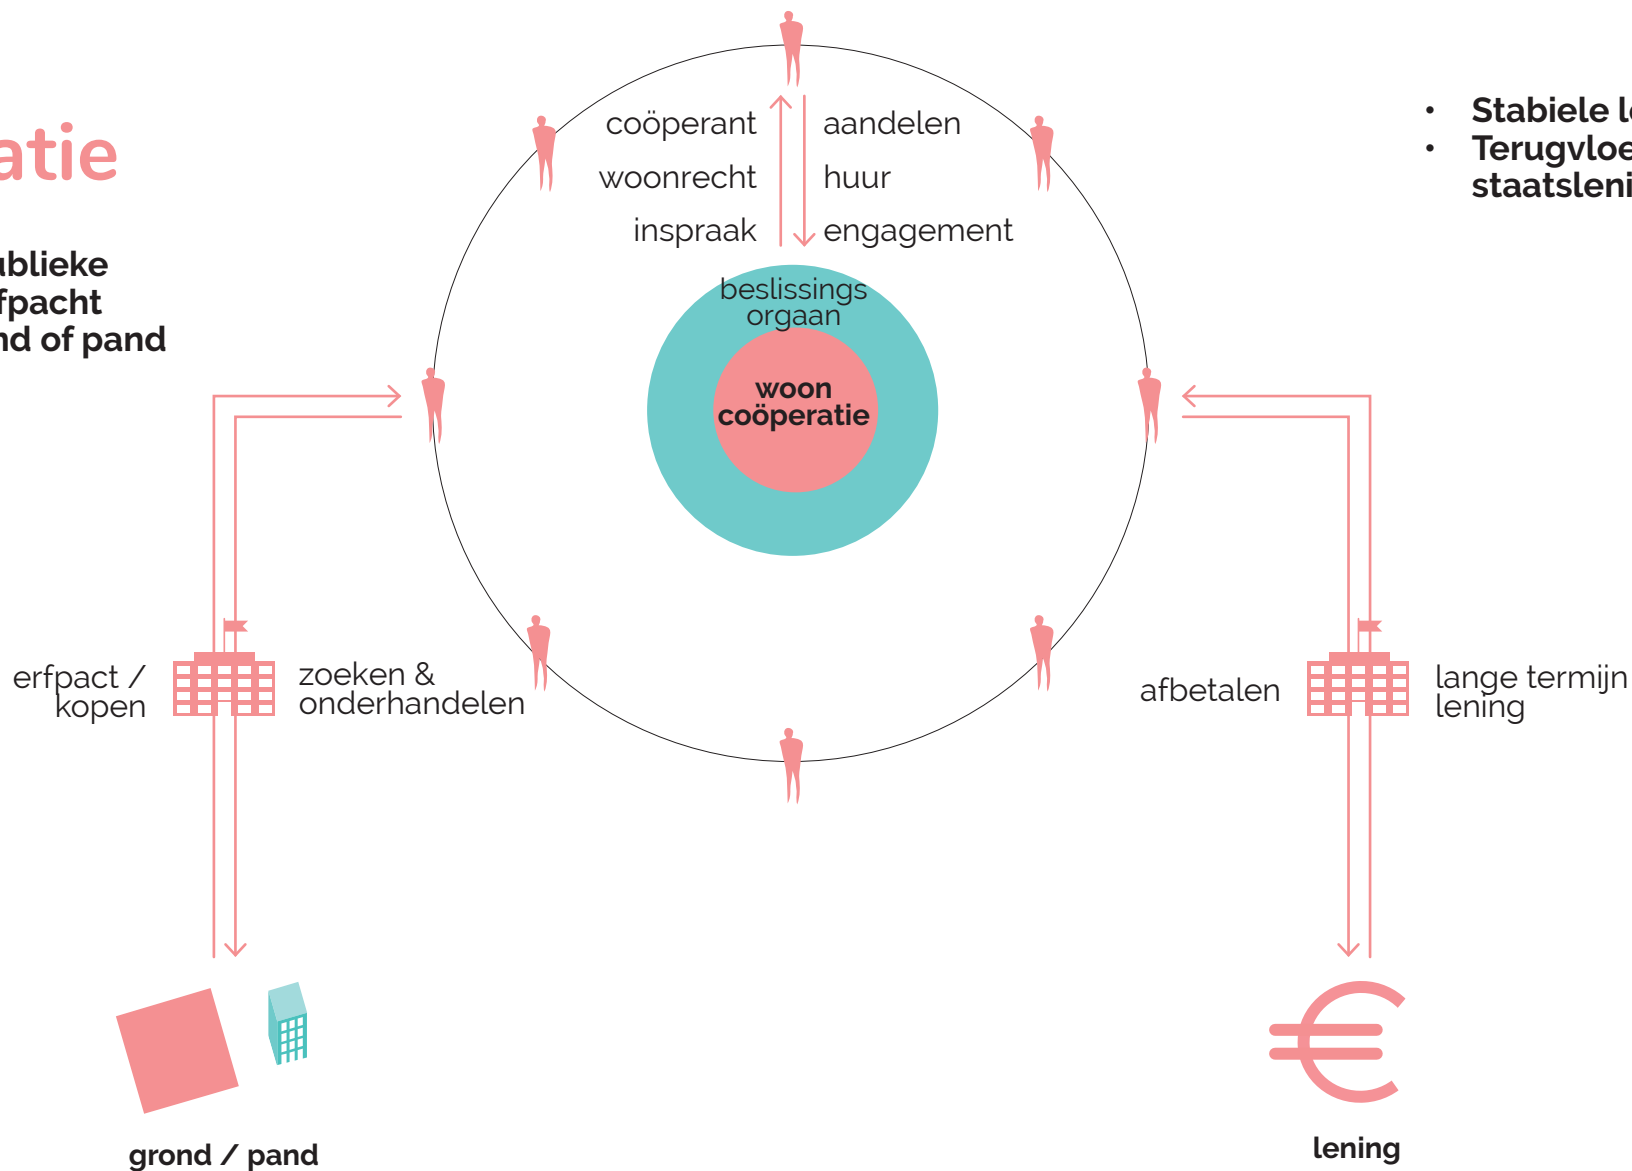 atie
ublieke
fpacht
nd of pand
coöperant
woonrecht
inspraak
aandelen
huur
engagement
• Stabiele le
• Terugvloe
staatsleni
beslissings
orgaan
woon
coöperatie
erfpact /
kopen
zoeken &
onderhandelen
afbetalen
lange termijn
lening
grond / pand
lening